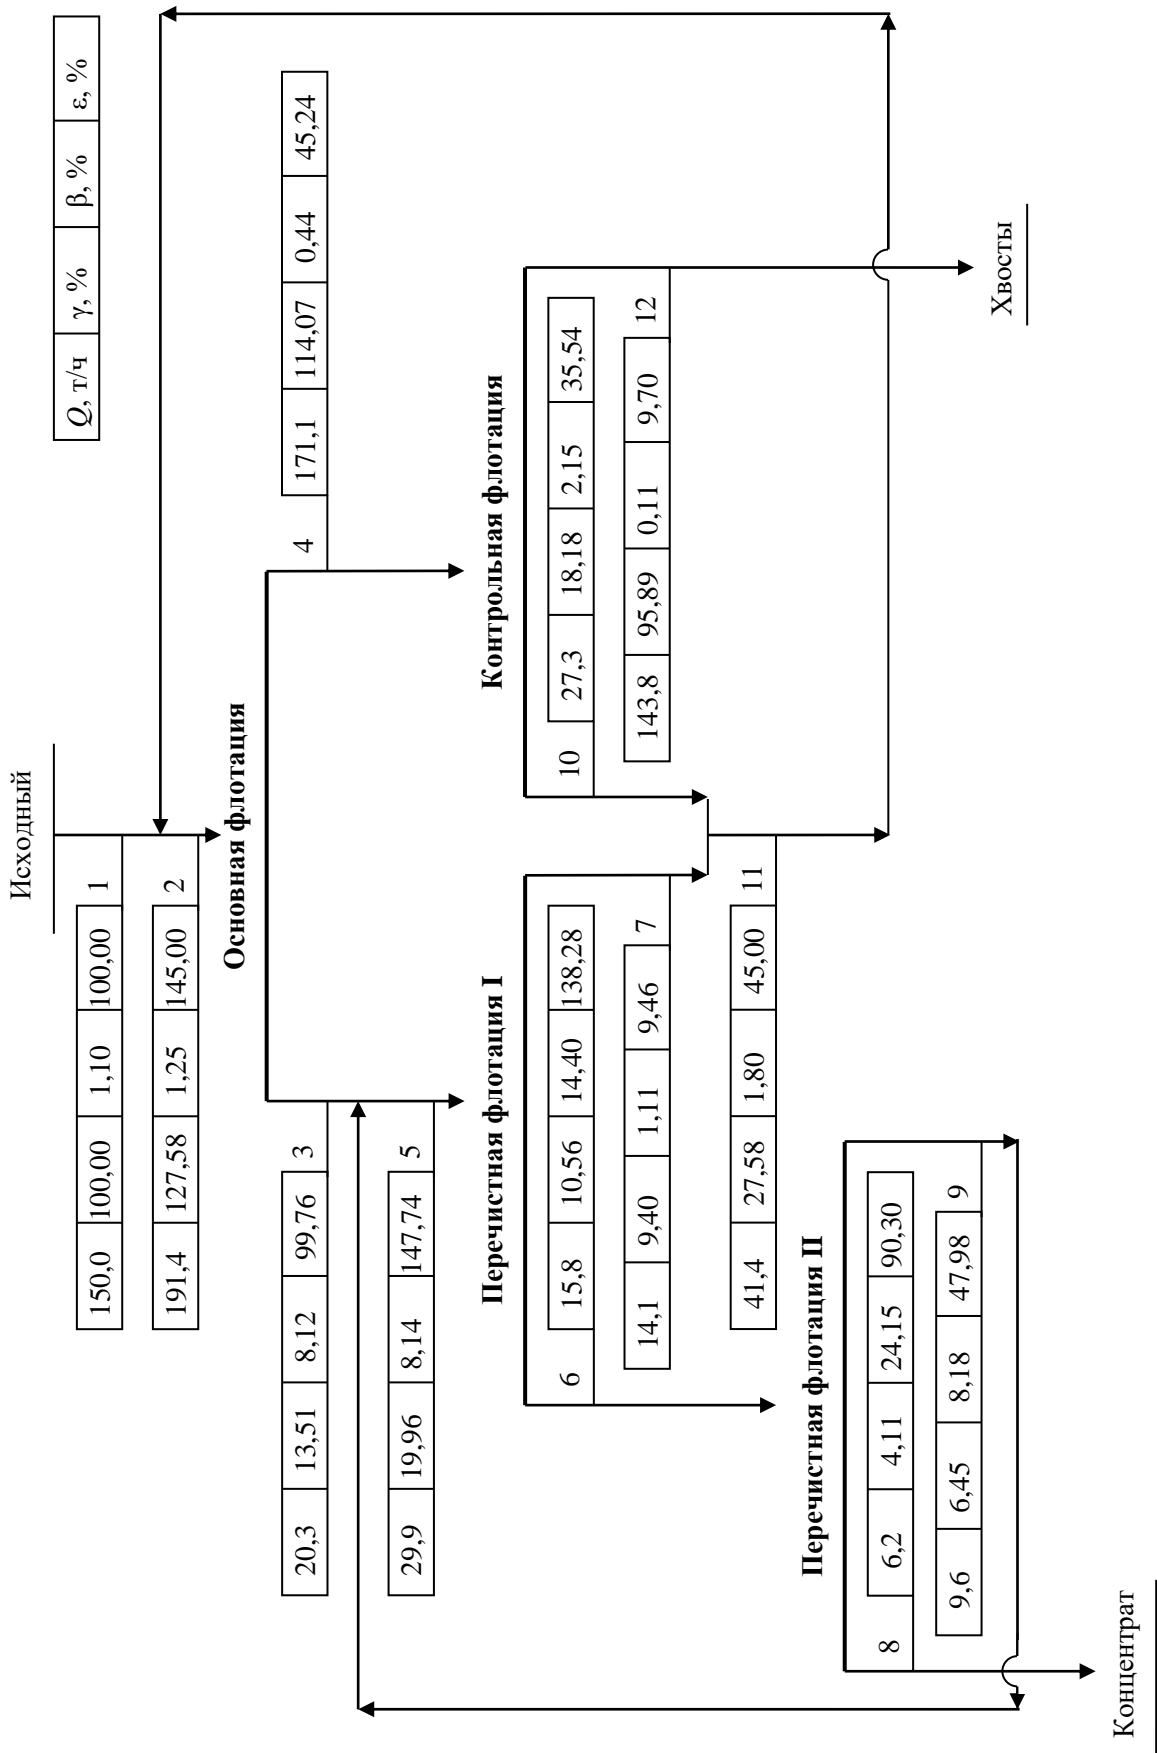 Исходный
Q, т/ч γ, % β, % ε, %
150,0 100,00 1,10 100,00 1
191,4 127,58 1,25 145,00 2
Основная флотация
20,3 13,51 8,12 99,76 3
4 171,1 114,07 0,44 45,24
29,9 19,96 8,14 147,74 5
Перечистная флотация I
Контрольная флотация
6 15,8 10,56 14,40 138,28
10 27,3 18,18 2,15 35,54
14,1 9,40 1,11 9,46 7
143,8 95,89 0,11 9,70 12
41,4 27,58 1,80 45,00 11
Перечистная флотация II
8 6,2 4,11 24,15 90,30
9,6 6,45 8,18 47,98 9
Хвосты
Концентрат